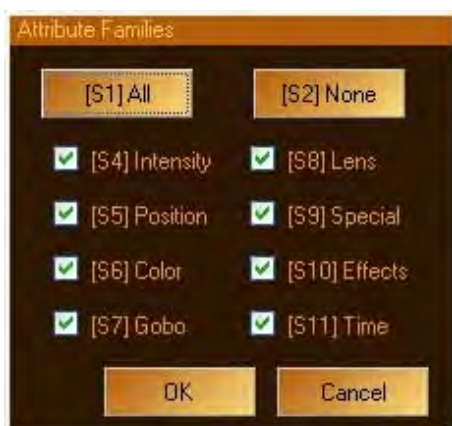 Attribute Families
[S1] All [S2] None
[S4] Intensity [S8] Lens
[S5] Position [S9] Special
[S6] Color [S10] Effects
[S7] Gobo [S11] Time
OK Cancel